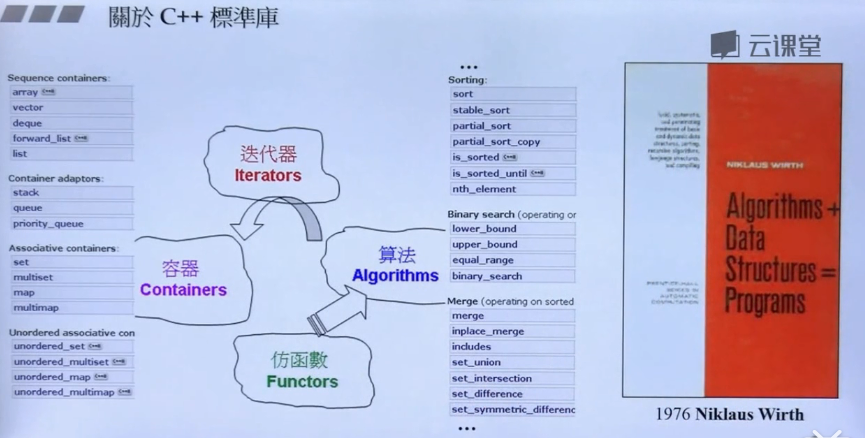 關於 C++ 標準庫
云课堂
Sequence containers:
array C++11
vector
deque
forward_list C++11
list
Container adaptors:
stack
queue
priority_queue
Associative containers:
set
multiset
map
multimap
Unordered associative con
unordered_set
unordered_multiset
unordered_map
unordered_multimap
迭代器
Iterators
容器
Containers
算法
Algorithms
仿函數
Functors
...
Sorting:
sort
stable_sort
partial_sort
partial_sort_copy
is_sorted
is_sorted_until
nth_element
Binary search (operating or
lower_bound
upper_bound
equal_range
binary_search
Merge (operating on sorted
merge
inplace_merge
includes
set_union
set_intersection
set_difference
set_symmetric_differenc
...
NIKLAUS WIRTH
Algorithms +
Data
Structures =
Programs
1976 Niklaus Wirth